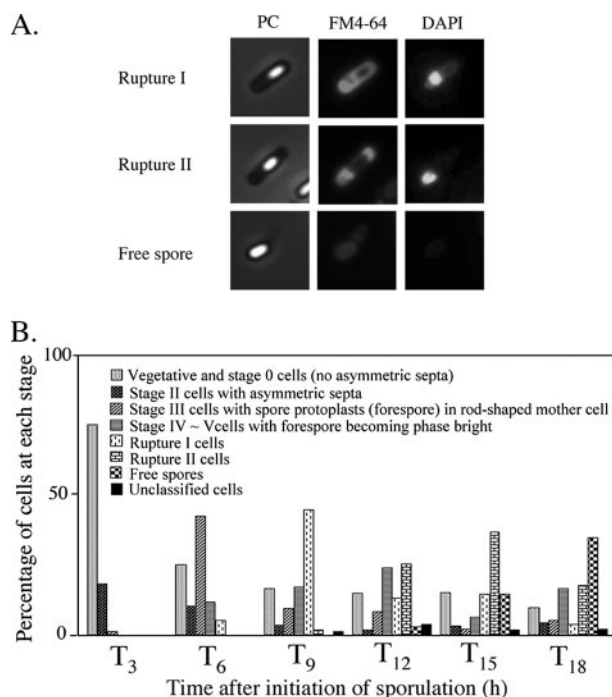 A.
PC FM4-64 DAPI
Rupture I
Rupture II
Free spore
B.
Percentage of cells at each stage
100
50
0
Vegetative and stage 0 cells (no asymmetric septa)
Stage II cells with asymmetric septa
Stage III cells with spore protoplasts (forespore) in rod-shaped mother cell
Stage IV ~ Vcells with forespore becoming phase bright
Rupture I cells
Rupture II cells
Free spores
Unclassified cells
T3 T6 T9 T12 T15 T18
Time after initiation of sporulation (h)